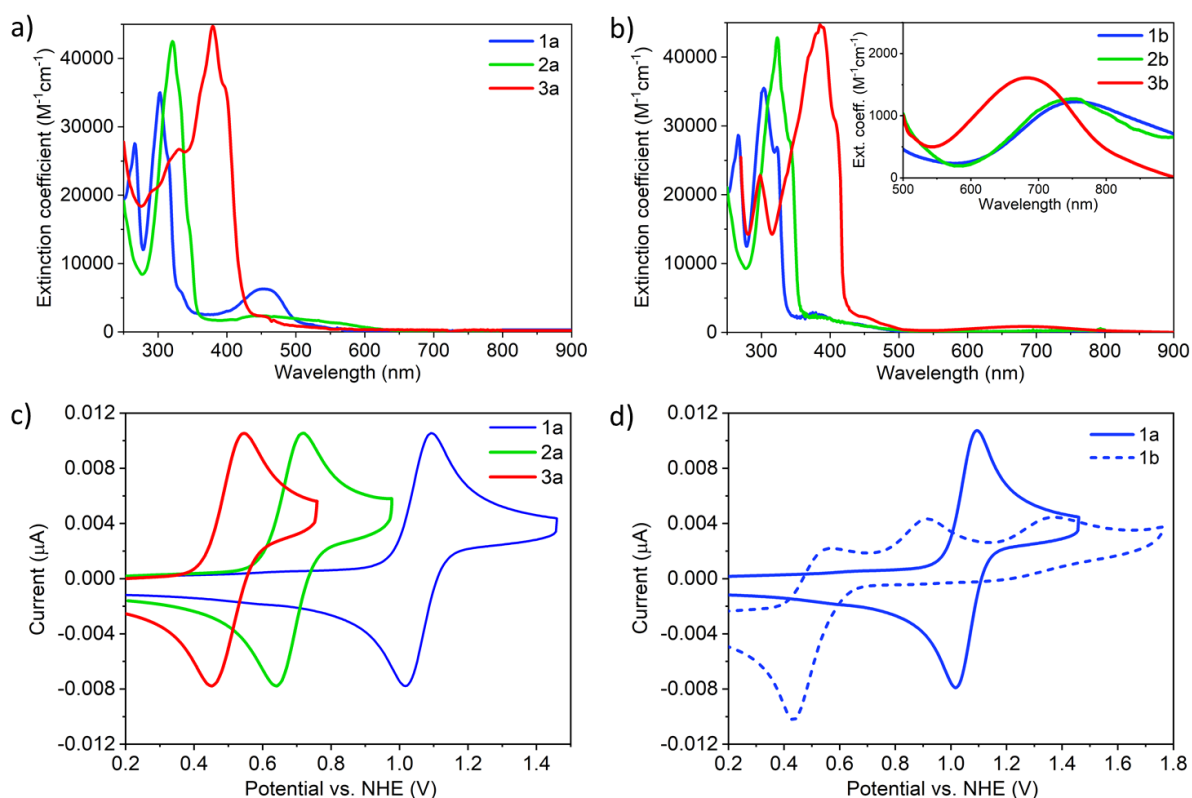 a)
Extinction coefficient (M⁻¹cm⁻¹)
40000
30000
20000
10000
0
1a
2a
3a
300 400 500 600 700 800 900
Wavelength (nm)
b)
Extinction coefficient (M⁻¹cm⁻¹)
40000
30000
20000
10000
0
Ext. coeff. (M⁻¹cm⁻¹)
2000
1000
0
500 600 700 800
Wavelength (nm)
1b
2b
3b
300 400 500 600 700 800 900
Wavelength (nm)
c)
Current (µA)
0.012
0.008
0.004
0.000
-0.004
-0.008
-0.012
1a
2a
3a
0.2 0.4 0.6 0.8 1.0 1.2 1.4
Potential vs. NHE (V)
d)
Current (µA)
0.012
0.008
0.004
0.000
-0.004
-0.008
-0.012
1a
1b
0.2 0.4 0.6 0.8 1.0 1.2 1.4 1.6 1.8
Potential vs. NHE (V)